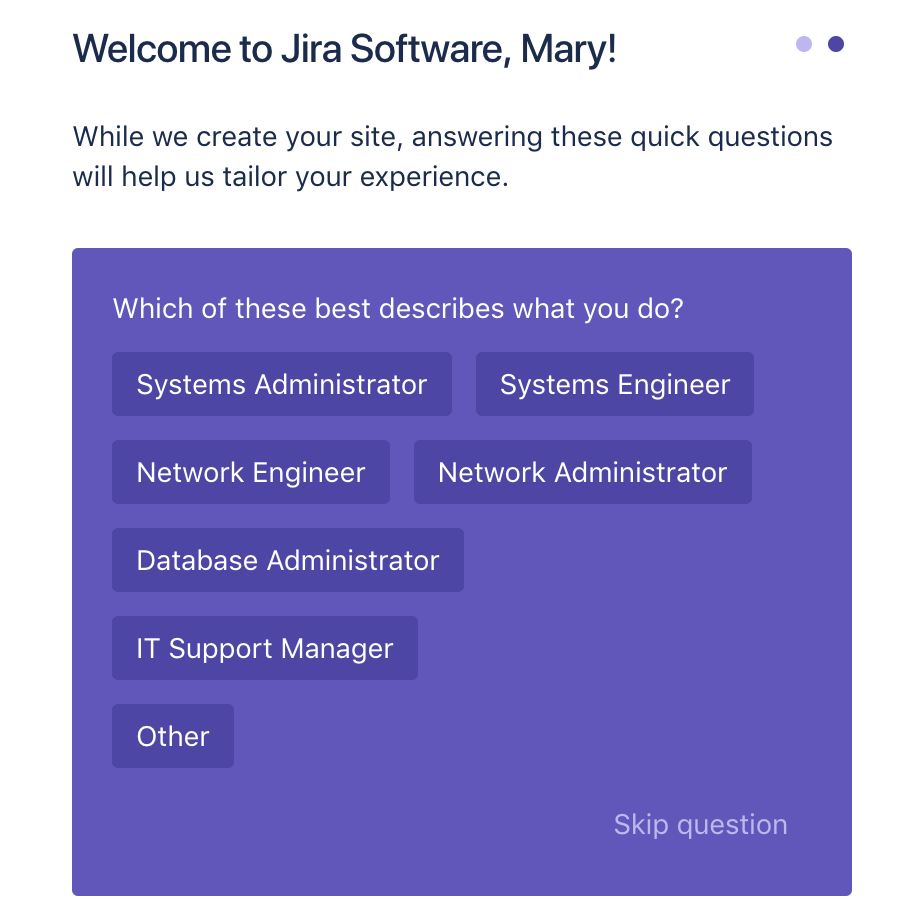 Welcome to Jira Software, Mary!
While we create your site, answering these quick questions
will help us tailor your experience.
Which of these best describes what you do?
Systems Administrator
Systems Engineer
Network Engineer
Network Administrator
Database Administrator
IT Support Manager
Other
Skip question